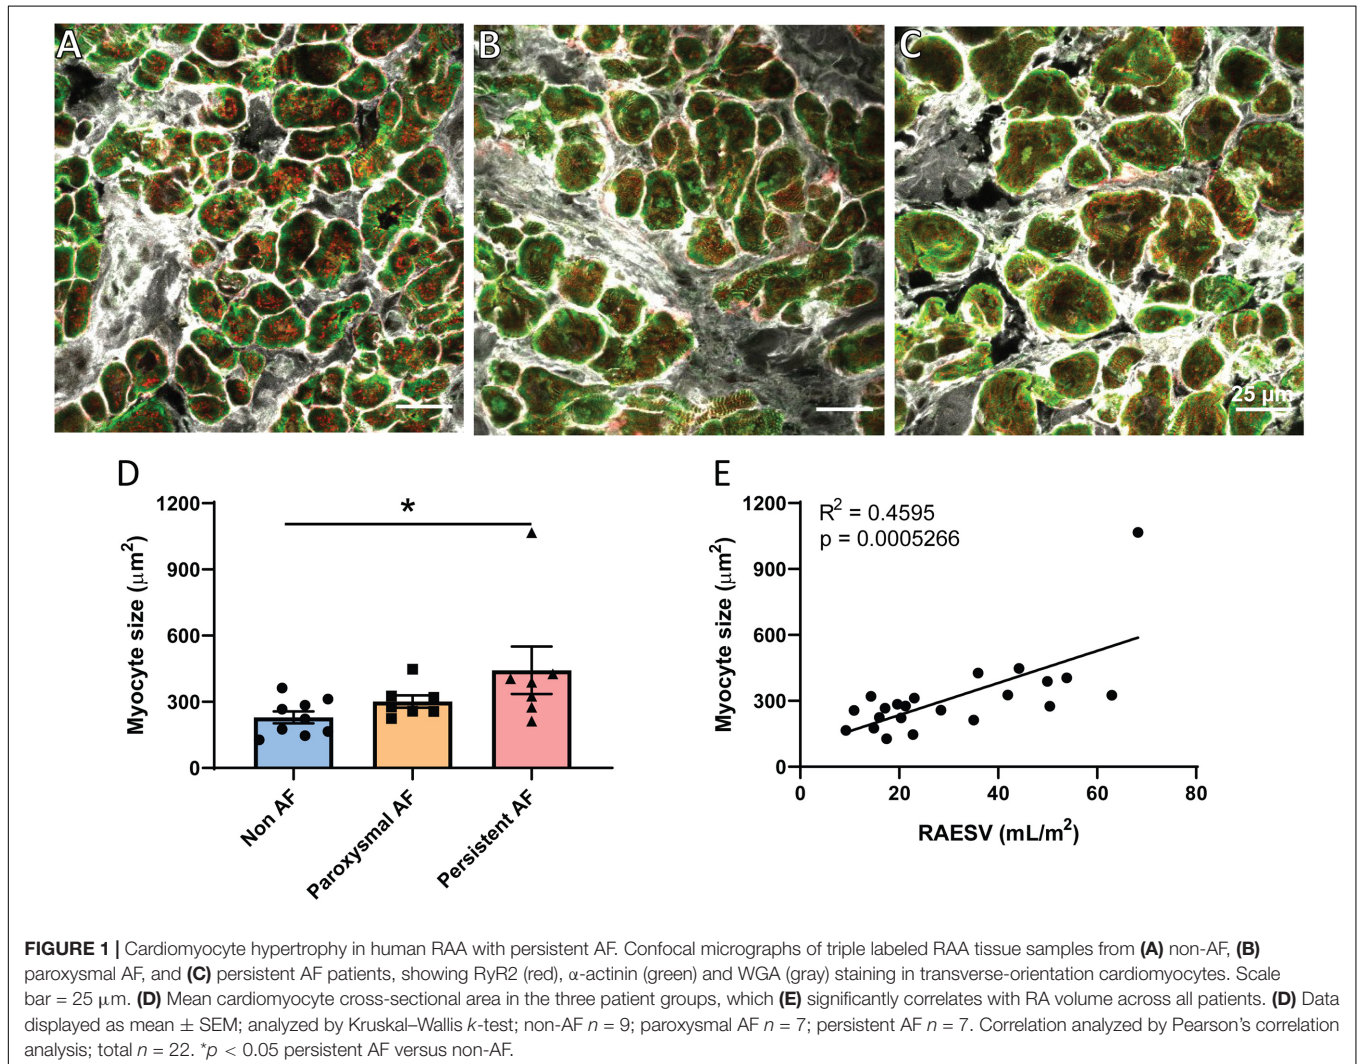 A
B
C
25 μm
D
1200
900
600
300
0
Myocyte size (μm²)
*
Non AF
Paroxysmal AF
Persistent AF
E
1200
900
600
300
0
Myocyte size (μm²)
R² = 0.4595
p = 0.0005266
0 20 40 60 80
RAESV (mL/m²)
FIGURE 1 | Cardiomyocyte hypertrophy in human RAA with persistent AF. Confocal micrographs of triple labeled RAA tissue samples from (A) non-AF, (B)
paroxysmal AF, and (C) persistent AF patients, showing RyR2 (red), α-actinin (green) and WGA (gray) staining in transverse-orientation cardiomyocytes. Scale
bar = 25 μm. (D) Mean cardiomyocyte cross-sectional area in the three patient groups, which (E) significantly correlates with RA volume across all patients. (D) Data
displayed as mean ± SEM; analyzed by Kruskal–Wallis k-test; non-AF n = 9; paroxysmal AF n = 7; persistent AF n = 7. Correlation analyzed by Pearson's correlation
analysis; total n = 22. *p < 0.05 persistent AF versus non-AF.